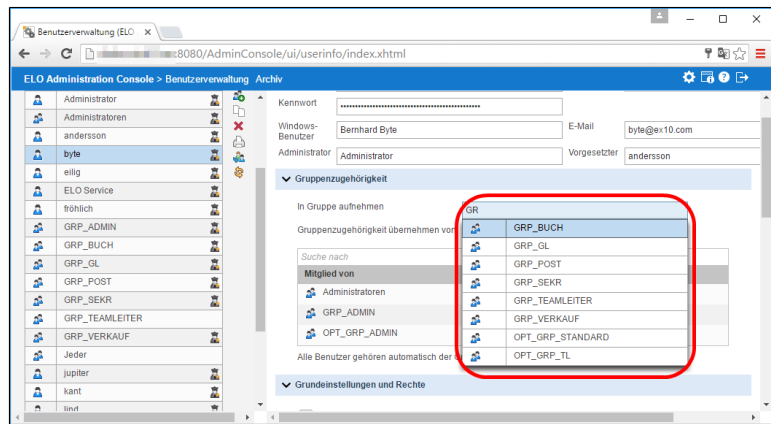 Benutzerverwaltung (ELO
:8080/AdminConsole/ui/userinfo/index.xhtml
ELO Administration Console > Benutzerverwaltung Archiv
Administrator
Administratoren
andersson
byte
eilig
ELO Service
fröhlich
GRP_ADMIN
GRP_BUCH
GRP_GL
GRP_POST
GRP_SEKR
GRP_TEAMLEITER
GRP_VERKAUF
Jeder
jupiter
kant
lind
Kennwort
Windows-Benutzer
Bernhard Byte
E-Mail
byte@ex10.com
Administrator
Administrator
Vorgesetzter
andersson
Gruppenzugehörigkeit
In Gruppe aufnehmen
GR
Gruppenzugehörigkeit übernehmen von
GRP_BUCH
GRP_GL
GRP_POST
GRP_SEKR
GRP_TEAMLEITER
GRP_VERKAUF
OPT_GRP_STANDARD
OPT_GRP_TL
Suche nach
Mitglied von
Administratoren
GRP_ADMIN
OPT_GRP_ADMIN
Alle Benutzer gehören automatisch der
Grundeinstellungen und Rechte